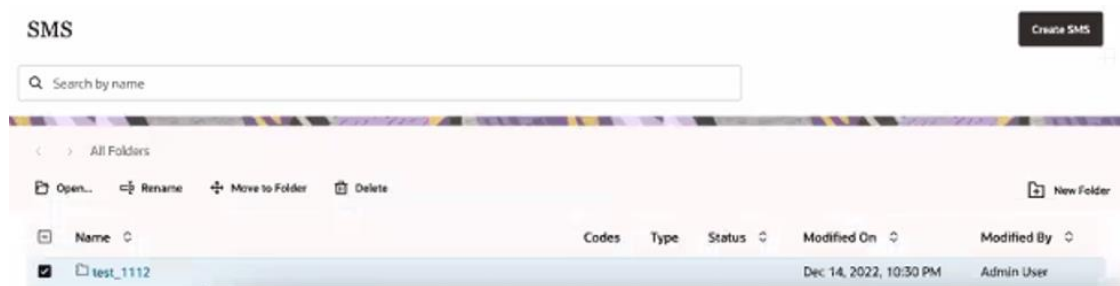 SMS
Create SMS
Search by name
All Folders
Open... Rename Move to Folder Delete New Folder
Name Codes Type Status Modified On Modified By
test_1112 Dec 14, 2022, 10:30 PM Admin User